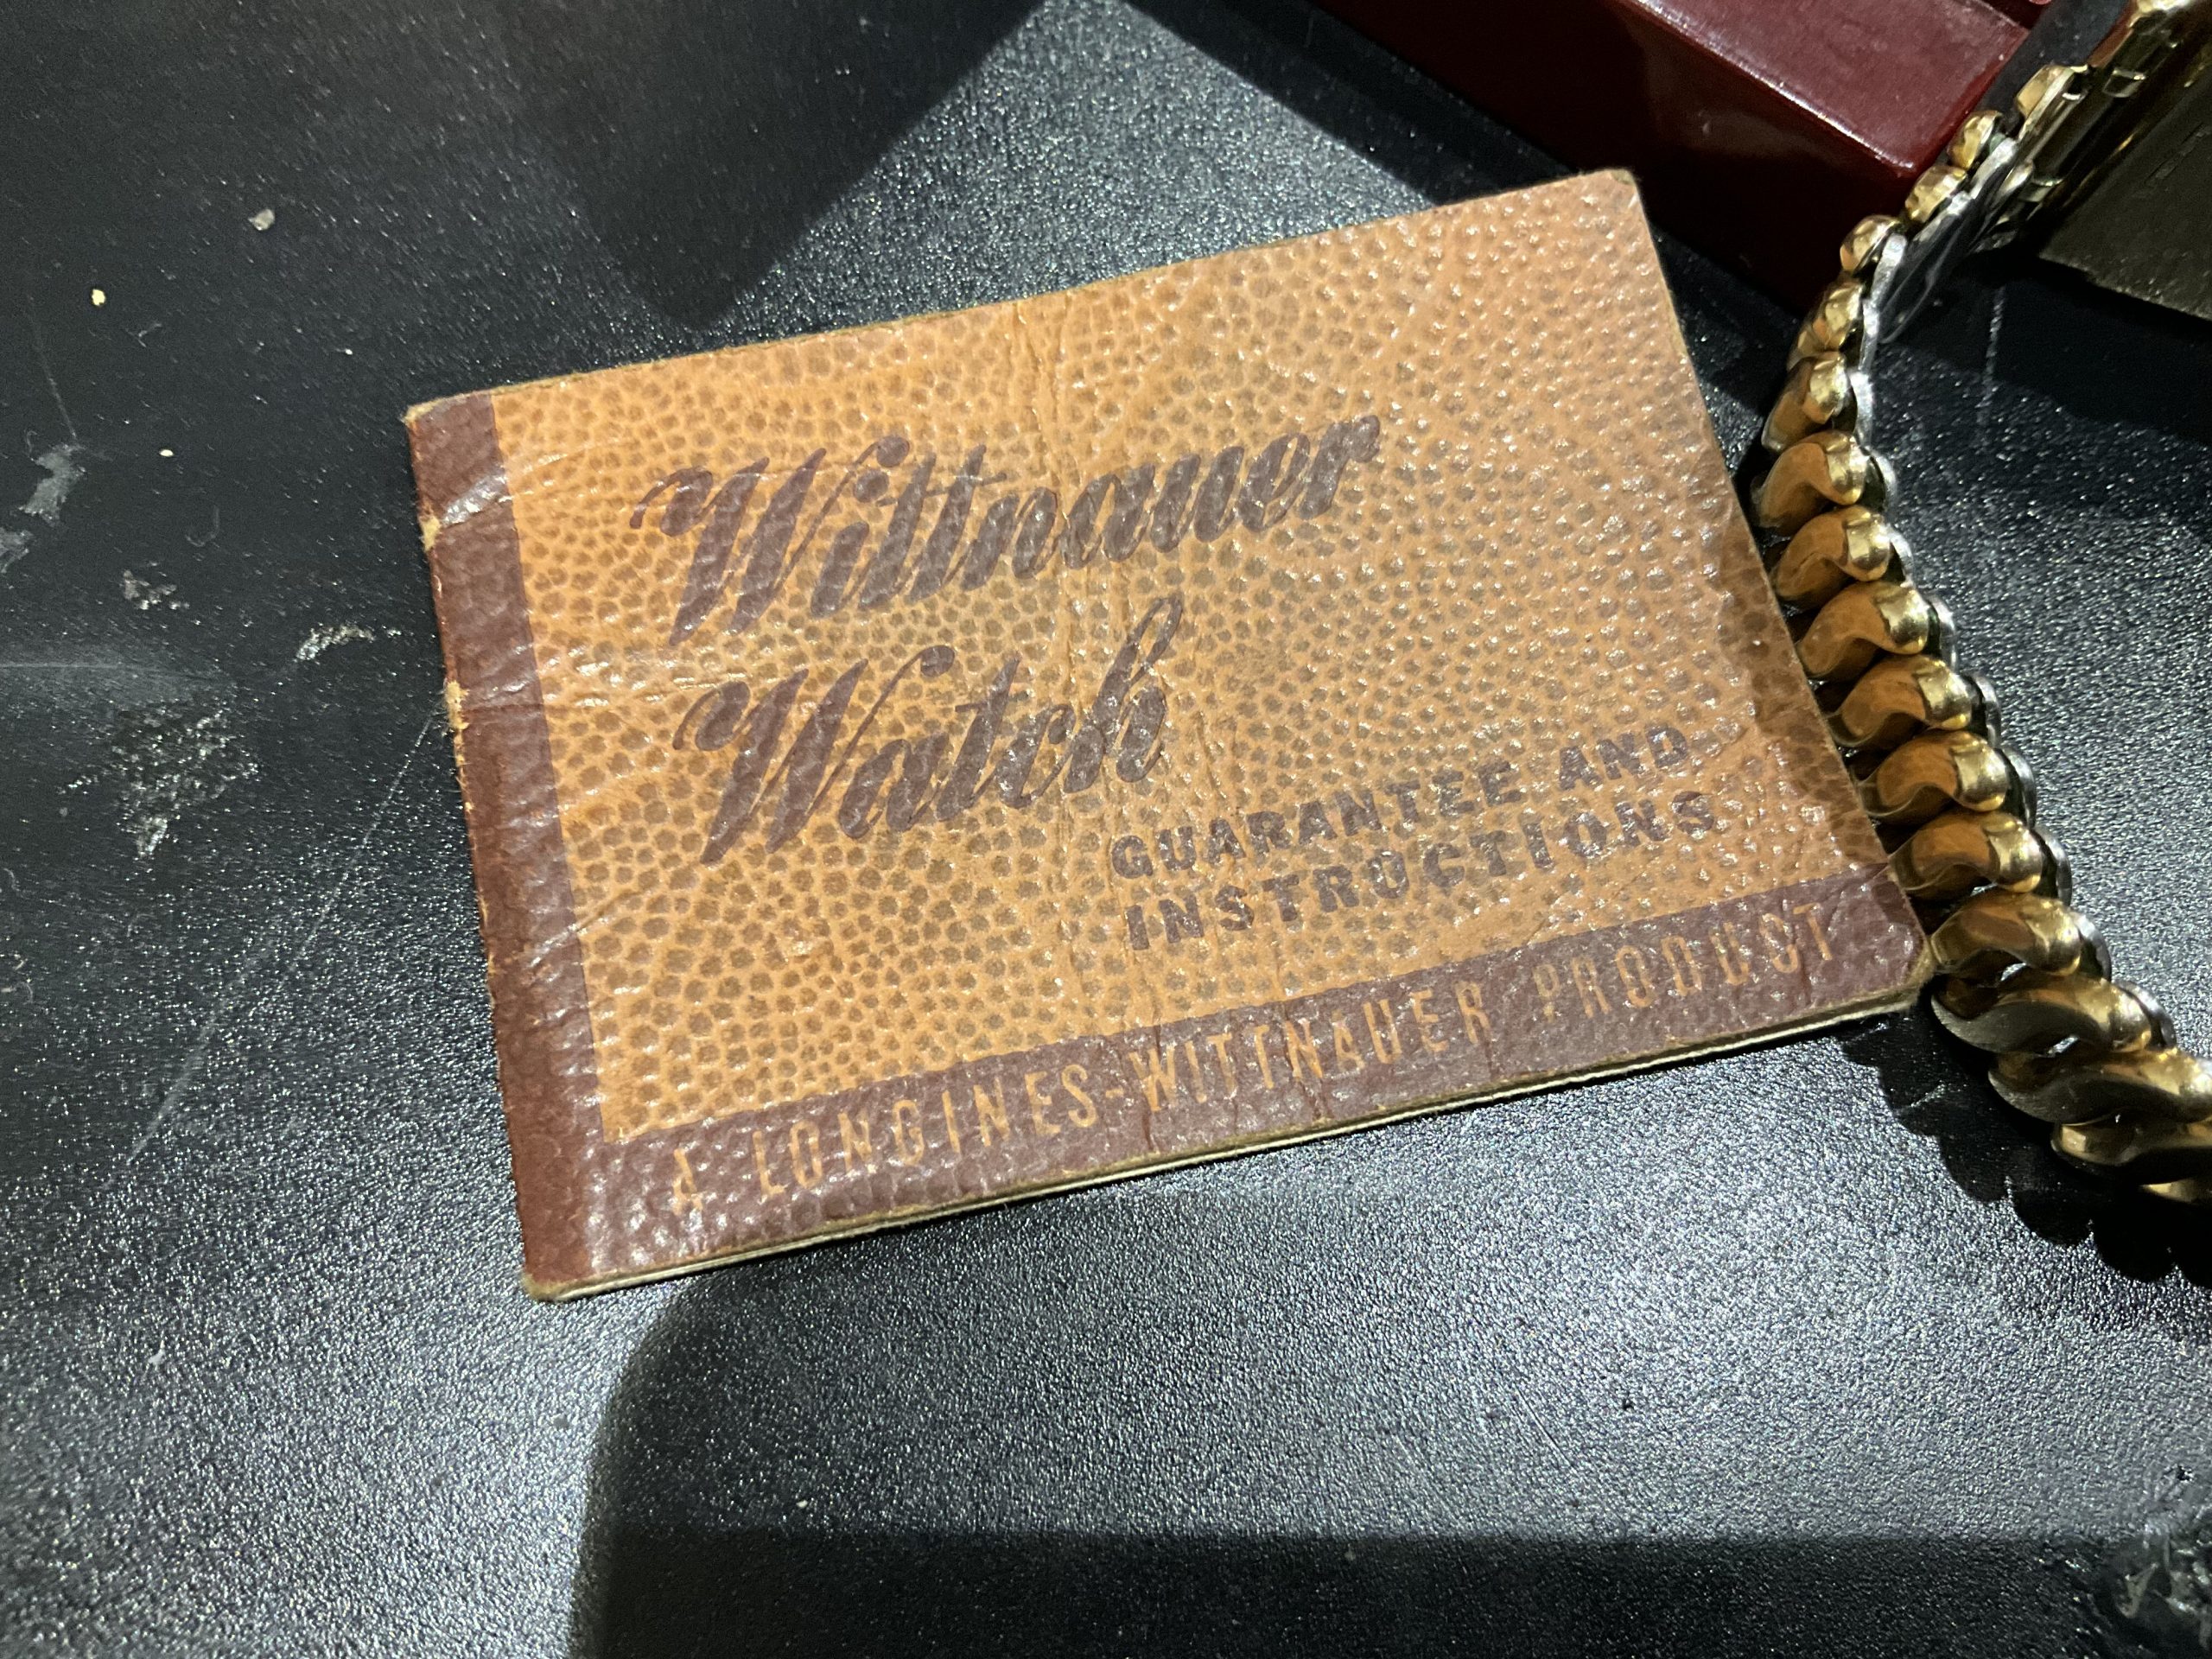 Wittnauer
Watch
GUARANTEE AND
INSTRUCTIONS
A LONGINES-WITTNAUER PRODUCT